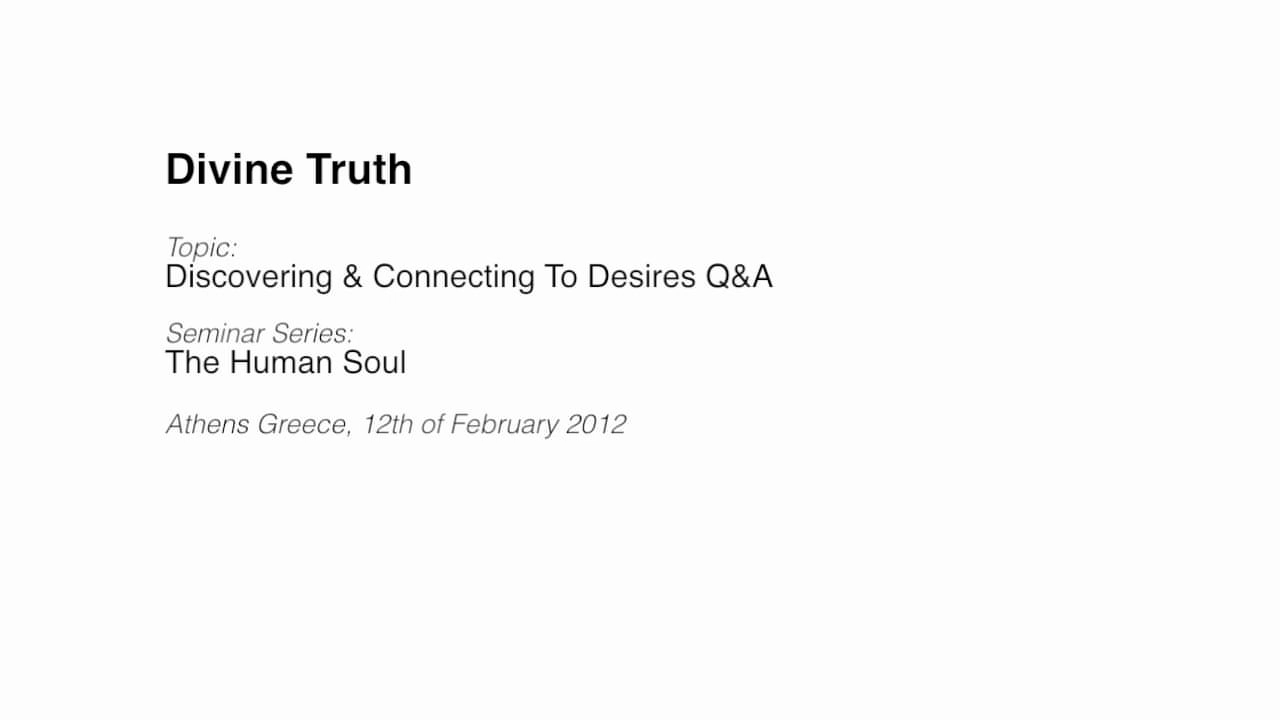 Divine Truth
Topic:
Discovering & Connecting To Desires Q&A
Seminar Series:
The Human Soul
Athens Greece, 12th of February 2012